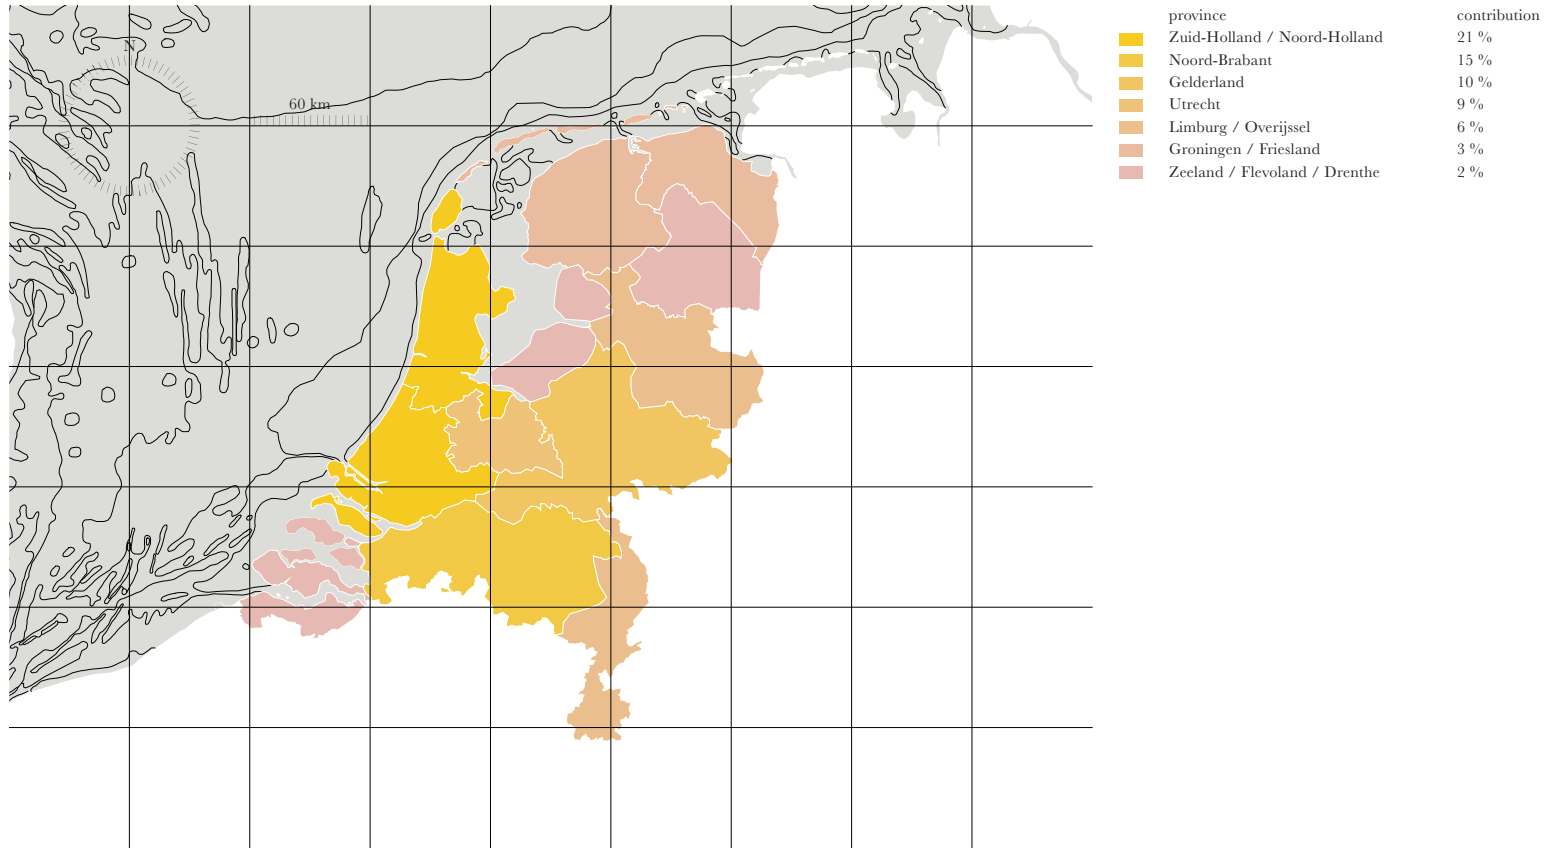 N
60 km
province contribution
Zuid-Holland / Noord-Holland 21 %
Noord-Brabant 15 %
Gelderland 10 %
Utrecht 9 %
Limburg / Overijssel 6 %
Groningen / Friesland 3 %
Zeeland / Flevoland / Drenthe 2 %